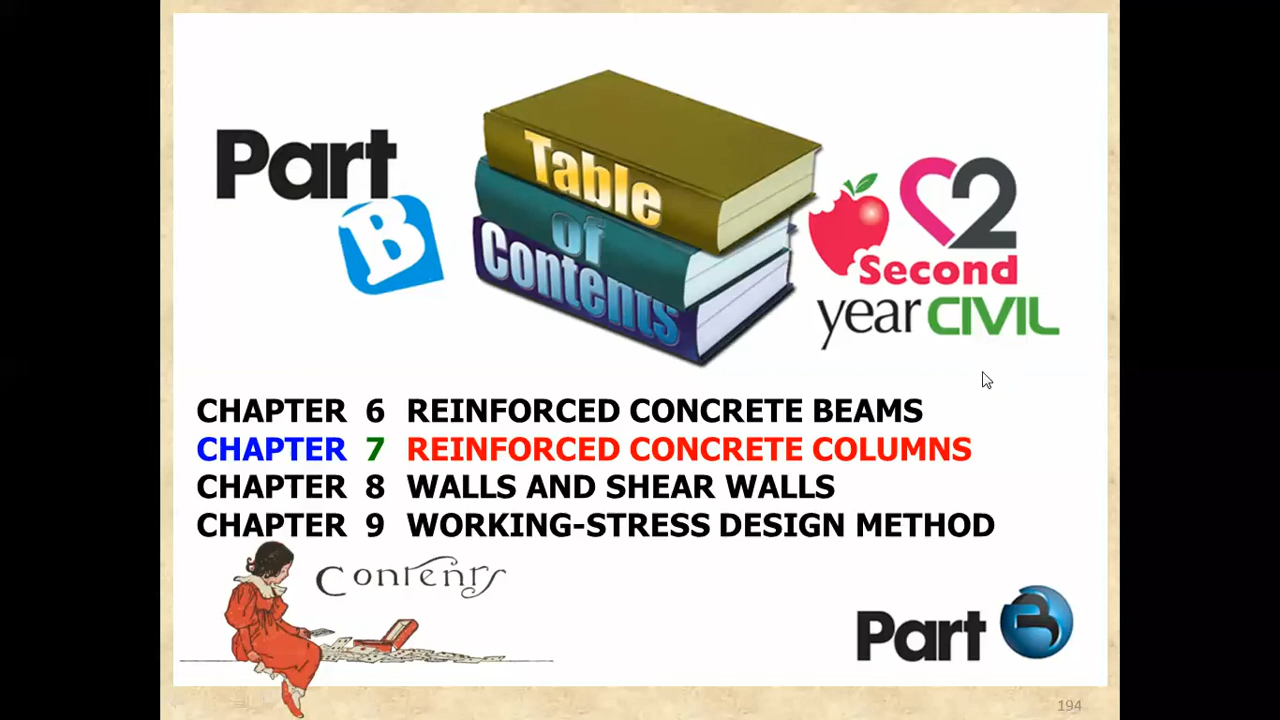 Part
B
Table
of
Contents
2
Second
year CIVIL
CHAPTER 6 REINFORCED CONCRETE BEAMS
CHAPTER 7 REINFORCED CONCRETE COLUMNS
CHAPTER 8 WALLS AND SHEAR WALLS
CHAPTER 9 WORKING-STRESS DESIGN METHOD
Contents
Part B
194